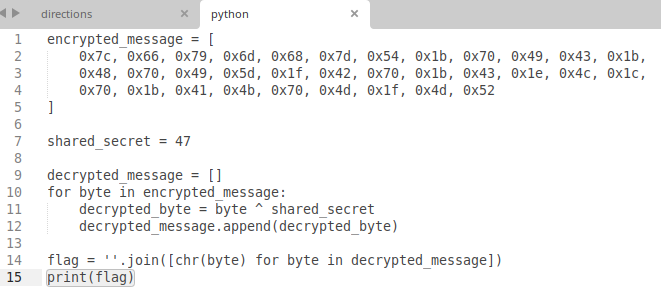 directions × python ×
1 encrypted_message = [
2 0x7c, 0x66, 0x79, 0x6d, 0x68, 0x7d, 0x54, 0x1b, 0x70, 0x49, 0x43, 0x1b,
3 0x48, 0x70, 0x49, 0x5d, 0x1f, 0x42, 0x70, 0x1b, 0x43, 0x1e, 0x4c, 0x1c,
4 0x70, 0x1b, 0x41, 0x4b, 0x70, 0x4d, 0x1f, 0x4d, 0x52
5 ]
6
7 shared_secret = 47
8
9 decrypted_message = []
10 for byte in encrypted_message:
11 decrypted_byte = byte ^ shared_secret
12 decrypted_message.append(decrypted_byte)
13
14 flag = ''.join([chr(byte) for byte in decrypted_message])
15 print(flag)